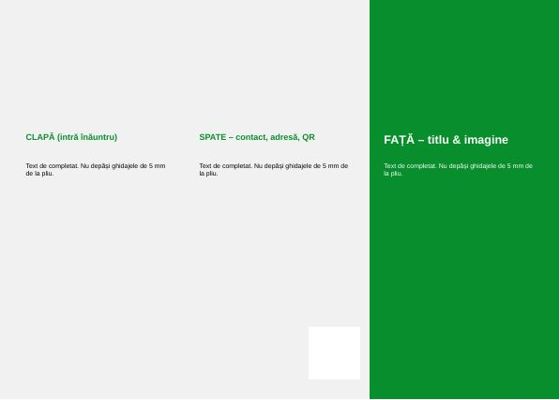 CLAPĂ (intră înăuntru)
Text de completat. Nu depăși ghidajele de 5 mm
de la pliu.
SPATE – contact, adresă, QR
Text de completat. Nu depăși ghidajele de 5 mm de
la pliu.
FAȚĂ – titlu & imagine
Text de completat. Nu depăși ghidajele de 5 mm de
la pliu.